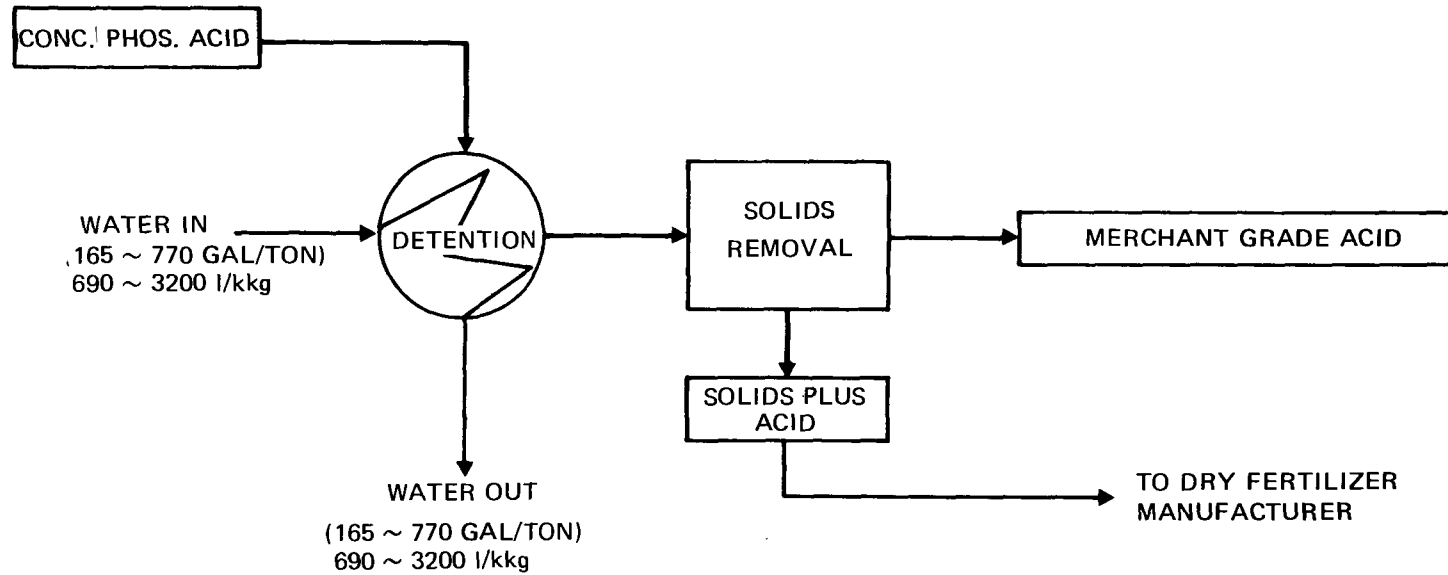 CONC. PHOS. ACID
WATER IN
165 ~ 770 GAL/TON)
690 ~ 3200 l/kkg
DETENTION
SOLIDS
REMOVAL
MERCHANT GRADE ACID
SOLIDS PLUS
ACID
WATER OUT
(165 ~ 770 GAL/TON)
690 ~ 3200 l/kkg
TO DRY FERTILIZER
MANUFACTURER